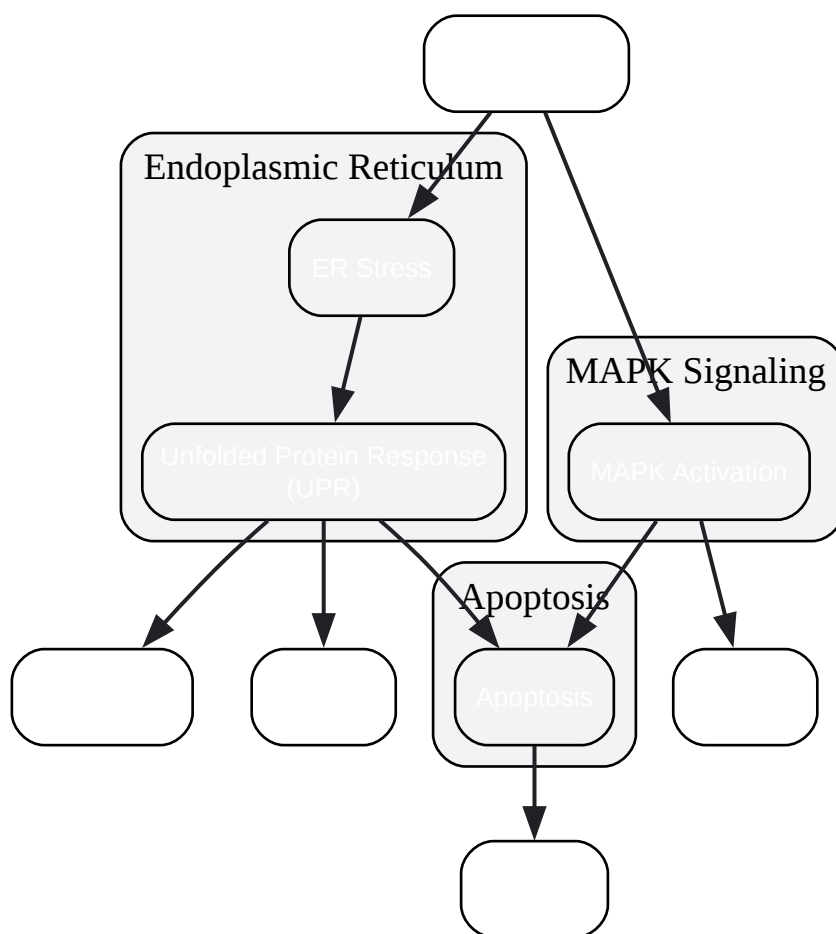 Endoplasmic Reticulum
ER Stress
MAPK Signaling
Unfolded Protein Response
(UPR)
MAPK Activation
Apoptosis
Apoptosis